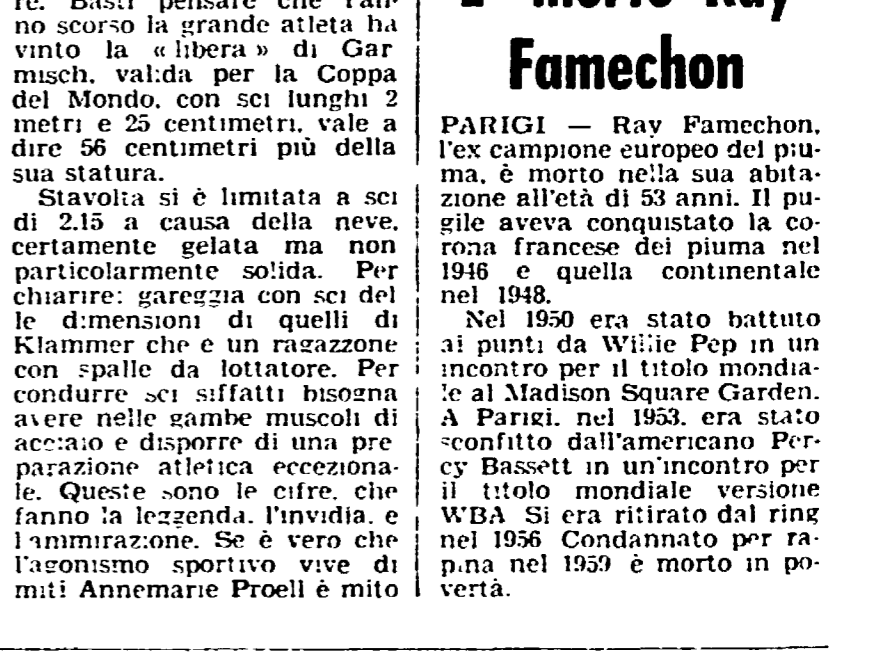 re. Basti pensare che l'an-
no scorso la grande atleta ha
vinto la « libera » di Gar
misch, valida per la Coppa
del Mondo, con sci lunghi 2
metri e 25 centimetri, vale a
dire 56 centimetri più della
sua statura.
Stavolta si è limitata a sci
di 2.15 a causa della neve,
certamente gelata ma non
particolarmente solida. Per
chiarire: gareggia con sci del
le dimensioni di quelli di
Klammer che è un ragazzone
con spalle da lottatore. Per
condurre sci siffatti bisogna
avere nelle gambe muscoli di
acciaio e disporre di una pre
parazione atletica ecceziona-
le. Queste sono le cifre, che
fanno la leggenda, l'invidia, e
l'ammirazione. Se è vero che
l'agonismo sportivo vive di
miti Annemarie Proell è mito
È morto Ray
Famechon
PARIGI — Ray Famechon,
l'ex campione europeo dei piu-
ma, è morto nella sua abita-
zione all'età di 53 anni. Il pu-
gile aveva conquistato la co-
rona francese dei piuma nel
1946 e quella continentale
nel 1948.
Nel 1950 era stato battuto
ai punti da Willie Pep in un
incontro per il titolo mondia-
le al Madison Square Garden.
A Parigi, nel 1953, era stato
sconfitto dall'americano Per-
cy Bassett in un'incontro per
il titolo mondiale versione
WBA Si era ritirato dal ring
nel 1956 Condannato per ra-
pina nel 1959 è morto in po-
vertà.